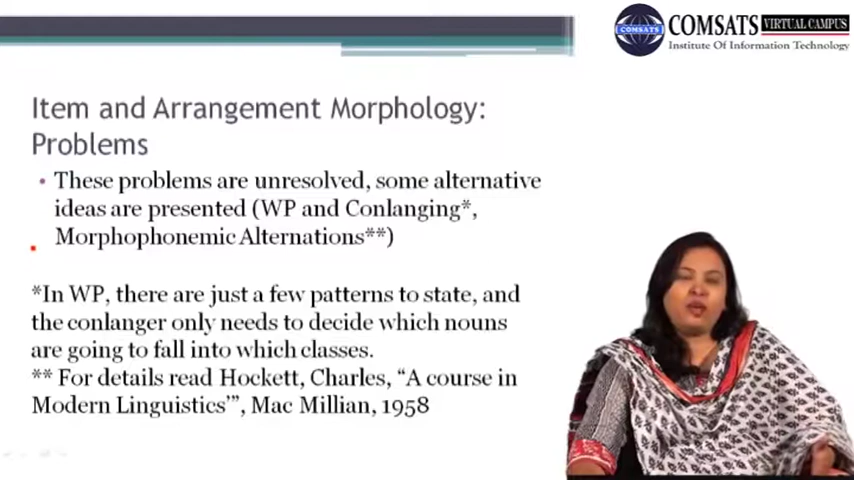 COMSATS VIRTUAL CAMPUS
COMSATS
Institute Of Information Technology
Item and Arrangement Morphology:
Problems
• These problems are unresolved, some alternative
ideas are presented (WP and Conlanging*,
Morphophonemic Alternations**)
*In WP, there are just a few patterns to state, and
the conlanger only needs to decide which nouns
are going to fall into which classes.
** For details read Hockett, Charles, “A course in
Modern Linguistics’”, Mac Millian, 1958